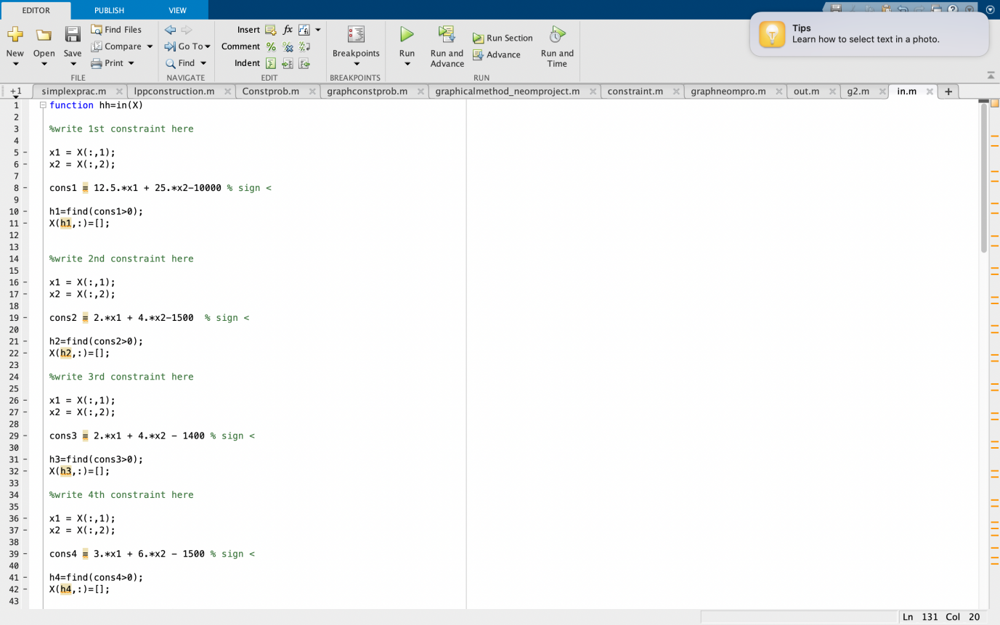 EDITOR PUBLISH VIEW
Tips
Learn how to select text in a photo.
New Open Save Find Files Compare Print
FILE
Go To Find
NAVIGATE
Insert fx
Comment
Indent
EDIT
Breakpoints
BREAKPOINTS
Run Run and Advance Run Section Advance Run and Time
RUN
+1 simplexprac.m lppconstruction.m Constprob.m graphconstprob.m graphicalmethod_neomproject.m constraint.m graphneompro.m out.m g2.m in.m +
1 function hh=in(X)
2
3 %write 1st constraint here
4
5 - x1 = X(:,1);
6 - x2 = X(:,2);
7
8 - cons1 = 12.5.*x1 + 25.*x2-10000 % sign <
9
10 - h1=find(cons1>0);
11 - X(h1,:)=[];
12
13
14 %write 2nd constraint here
15
16 - x1 = X(:,1);
17 - x2 = X(:,2);
18
19 - cons2 = 2.*x1 + 4.*x2-1500 % sign <
20
21 - h2=find(cons2>0);
22 - X(h2,:)=[];
23
24 %write 3rd constraint here
25
26 - x1 = X(:,1);
27 - x2 = X(:,2);
28
29 - cons3 = 2.*x1 + 4.*x2 - 1400 % sign <
30
31 - h3=find(cons3>0);
32 - X(h3,:)=[];
33
34 %write 4th constraint here
35
36 - x1 = X(:,1);
37 - x2 = X(:,2);
38
39 - cons4 = 3.*x1 + 6.*x2 - 1500 % sign <
40
41 - h4=find(cons4>0);
42 - X(h4,:)=[];
43
Ln 131 Col 20